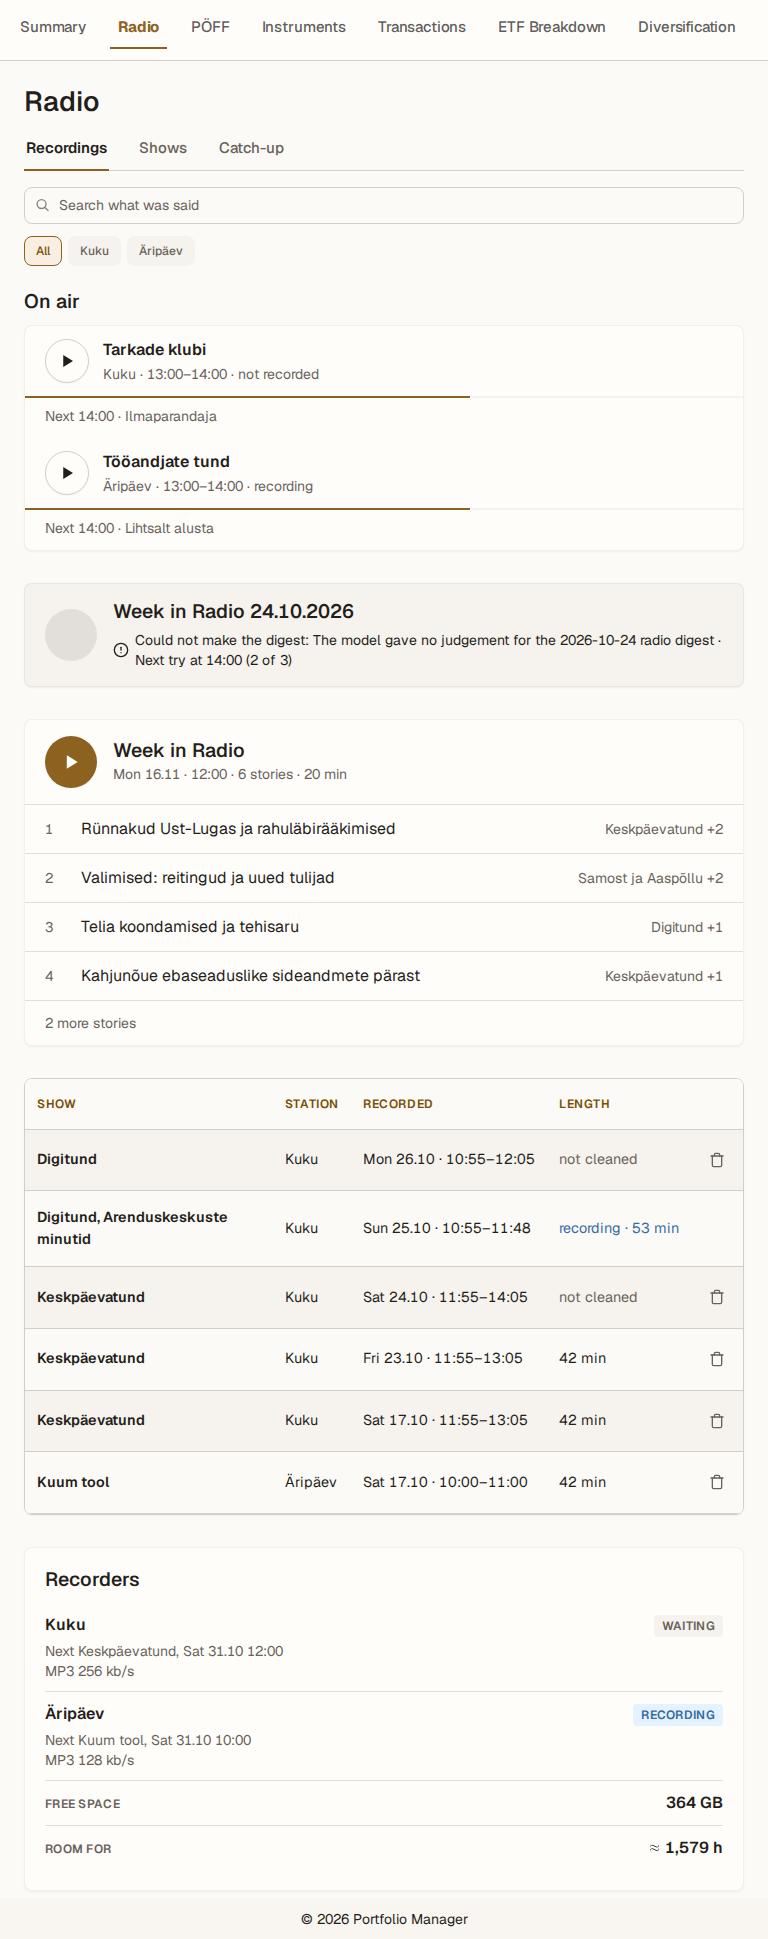 Summary Radio PÖFF Instruments Transactions ETF Breakdown Diversification
Radio
Recordings Shows Catch-up
Search what was said
All Kuku Äripäev
On air
Tarkade klubi
Kuku · 13:00–14:00 · not recorded
Next 14:00 · Ilmaparandaja
Tööandjate tund
Äripäev · 13:00–14:00 · recording
Next 14:00 · Lihtsalt alusta
Week in Radio 24.10.2026
Could not make the digest: The model gave no judgement for the 2026-10-24 radio digest ·
Next try at 14:00 (2 of 3)
Week in Radio
Mon 16.11 · 12:00 · 6 stories · 20 min
1 Rünnakud Ust-Lugas ja rahuläbirääkimised Keskpäevatund +2
2 Valimised: reitingud ja uued tulijad Samost ja Aaspõllu +2
3 Telia koondamised ja tehisaru Digitund +1
4 Kahjunõue ebaseaduslike sideandmete pärast Keskpäevatund +1
2 more stories
SHOW STATION RECORDED LENGTH
Digitund Kuku Mon 26.10 · 10:55–12:05 not cleaned
Digitund, Arenduskeskuste
minutid Kuku Sun 25.10 · 10:55–11:48 recording · 53 min
Keskpäevatund Kuku Sat 24.10 · 11:55–14:05 not cleaned
Keskpäevatund Kuku Fri 23.10 · 11:55–13:05 42 min
Keskpäevatund Kuku Sat 17.10 · 11:55–13:05 42 min
Kuum tool Äripäev Sat 17.10 · 10:00–11:00 42 min
Recorders
Kuku WAITING
Next Keskpäevatund, Sat 31.10 12:00
MP3 256 kb/s
Äripäev RECORDING
Next Kuum tool, Sat 31.10 10:00
MP3 128 kb/s
FREE SPACE 364 GB
ROOM FOR ≈ 1,579 h
© 2026 Portfolio Manager